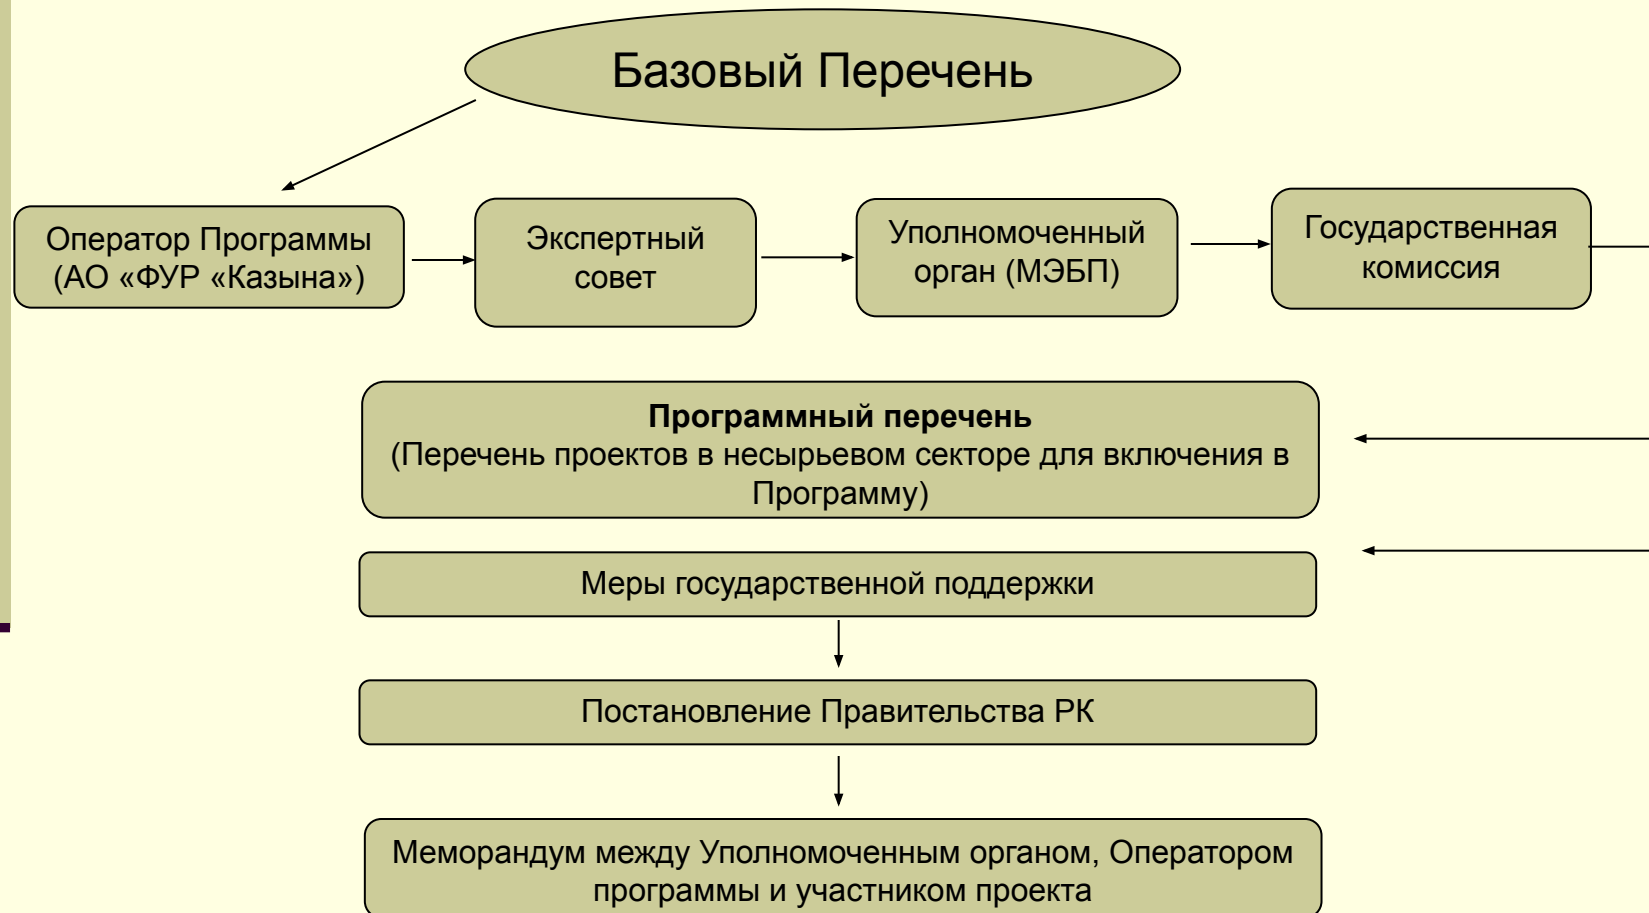 Базовый Перечень
Оператор Программы
(АО «ФУР «Казына»)
Экспертный
совет
Уполномоченный
орган (МЭБП)
Государственная
комиссия
Программный перечень
(Перечень проектов в несырьевом секторе для включения в
Программу)
Меры государственной поддержки
Постановление Правительства РК
Меморандум между Уполномоченным органом, Оператором
программы и участником проекта